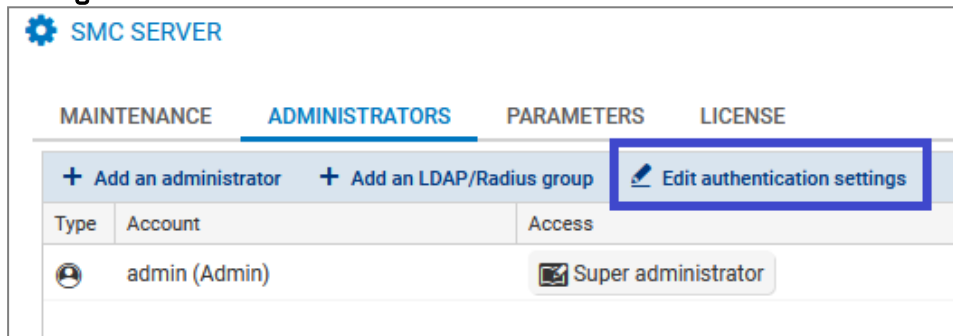 SMC SERVER
MAINTENANCE ADMINISTRATORS PARAMETERS LICENSE
+ Add an administrator + Add an LDAP/Radius group Edit authentication settings
Type Account Access
admin (Admin) Super administrator